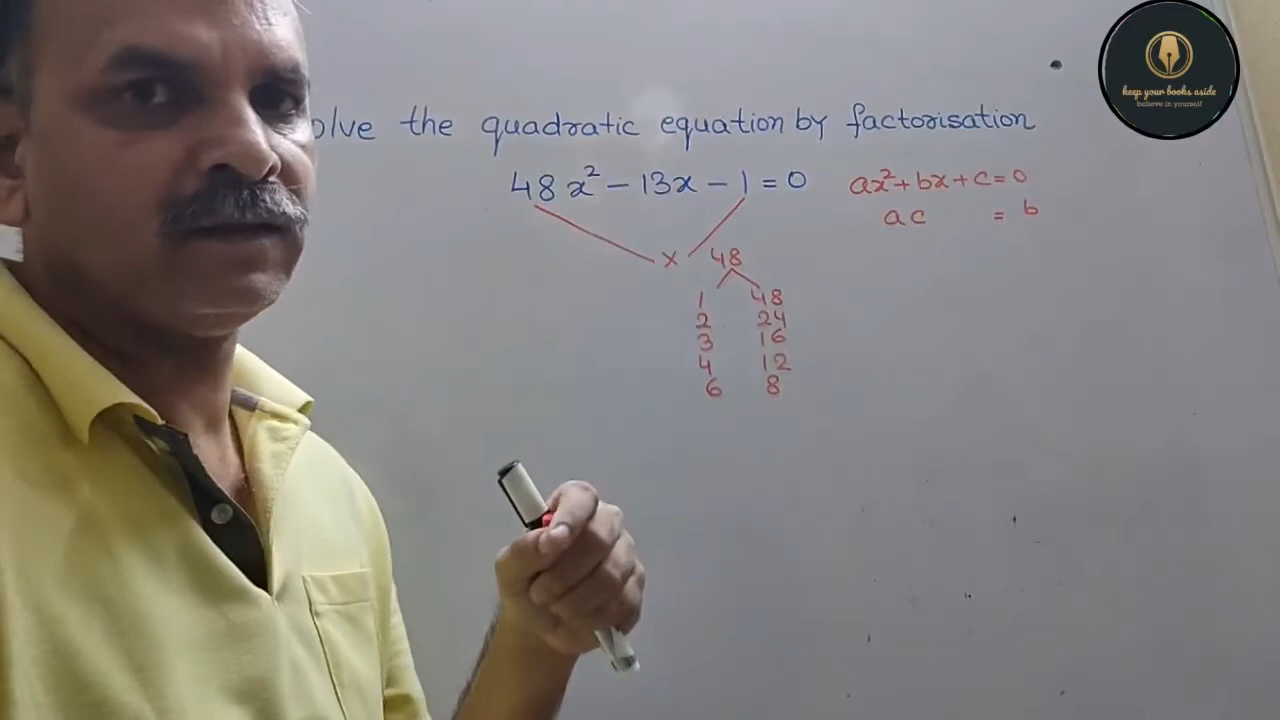 olve the quadratic equation by factorisation
48x² − 13x − 1 = 0
ax² + bx + c = 0
ac = b
x 48
1 48
2 24
3 16
4 12
6 8
keep your books aside
believe in yourself